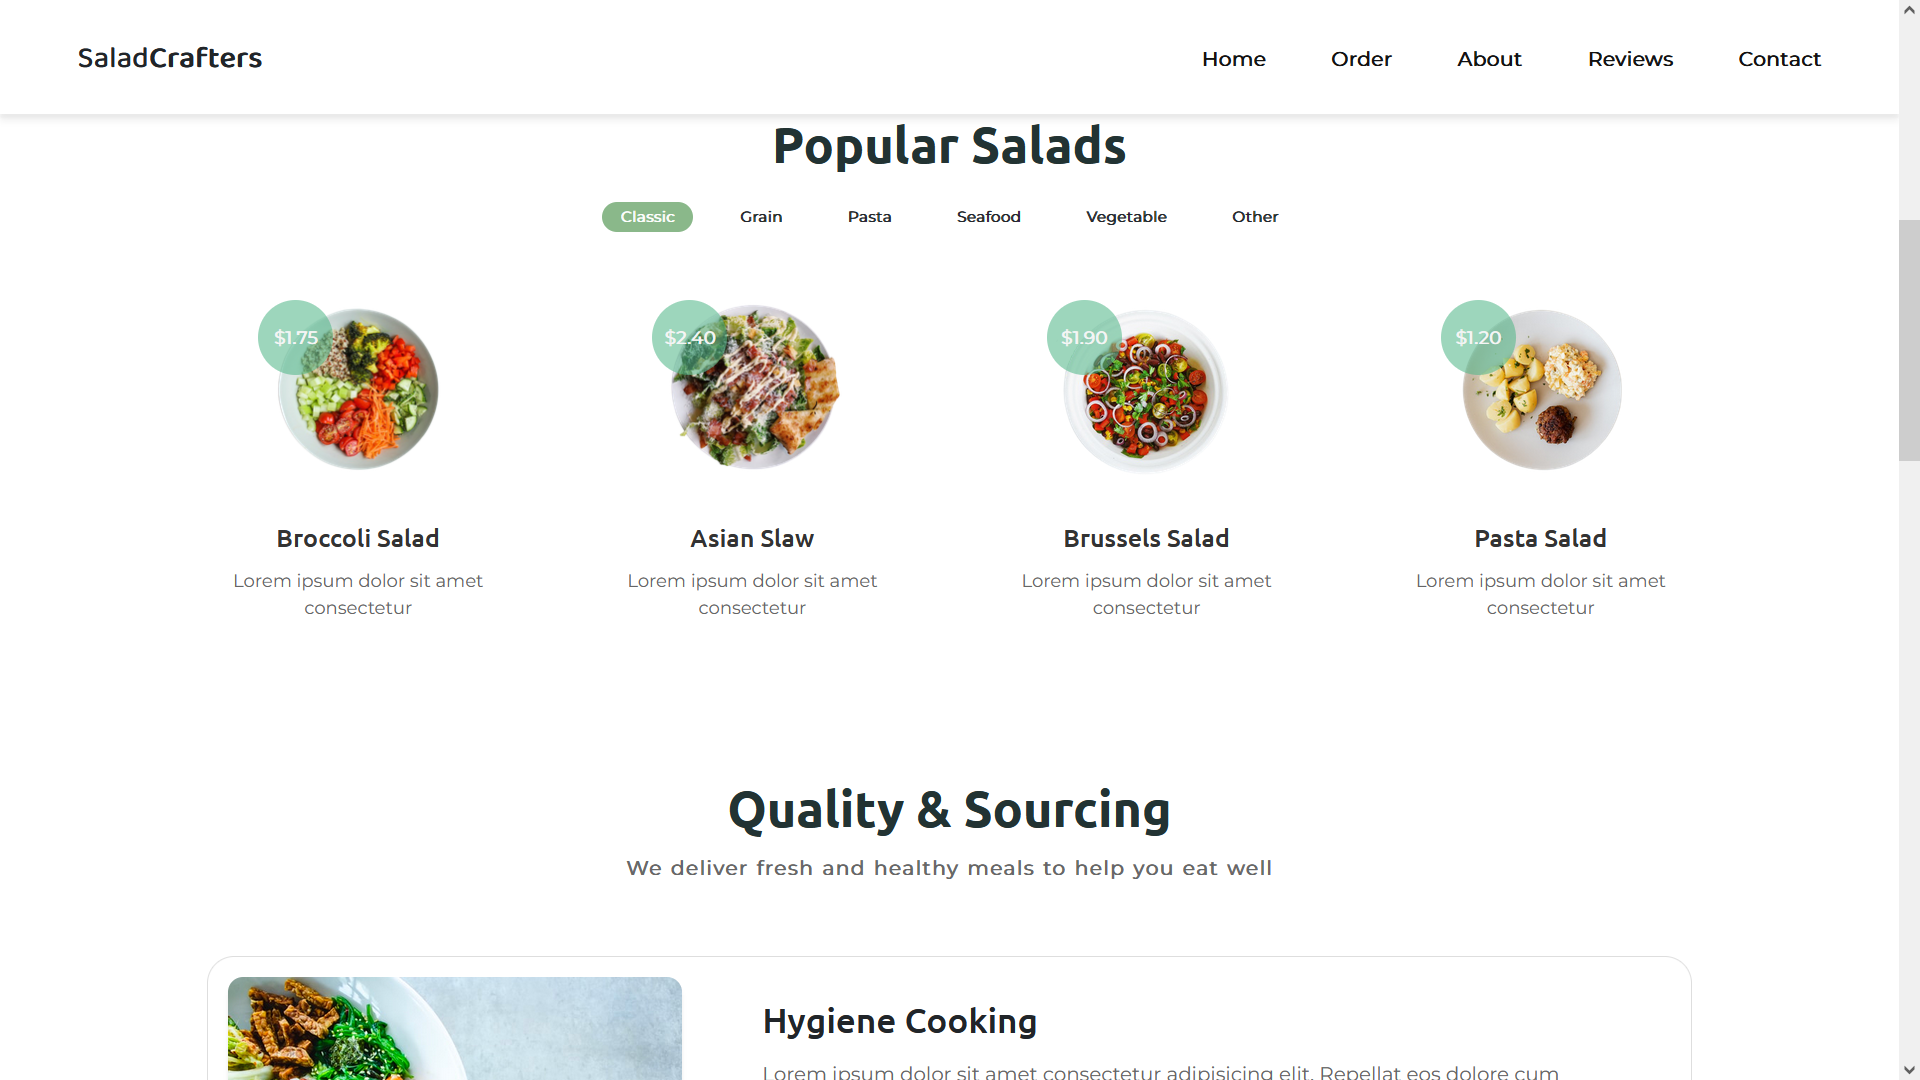 SaladCrafters
Home Order About Reviews Contact
Popular Salads
Classic Grain Pasta Seafood Vegetable Other
$1.75 $2.40 $1.90 $1.20
Broccoli Salad Asian Slaw Brussels Salad Pasta Salad
Lorem ipsum dolor sit amet Lorem ipsum dolor sit amet Lorem ipsum dolor sit amet Lorem ipsum dolor sit amet
consectetur consectetur consectetur consectetur
Quality & Sourcing
We deliver fresh and healthy meals to help you eat well
Hygiene Cooking
Lorem ipsum dolor sit amet consectetur adipisicing elit. Repellat eos dolore cum